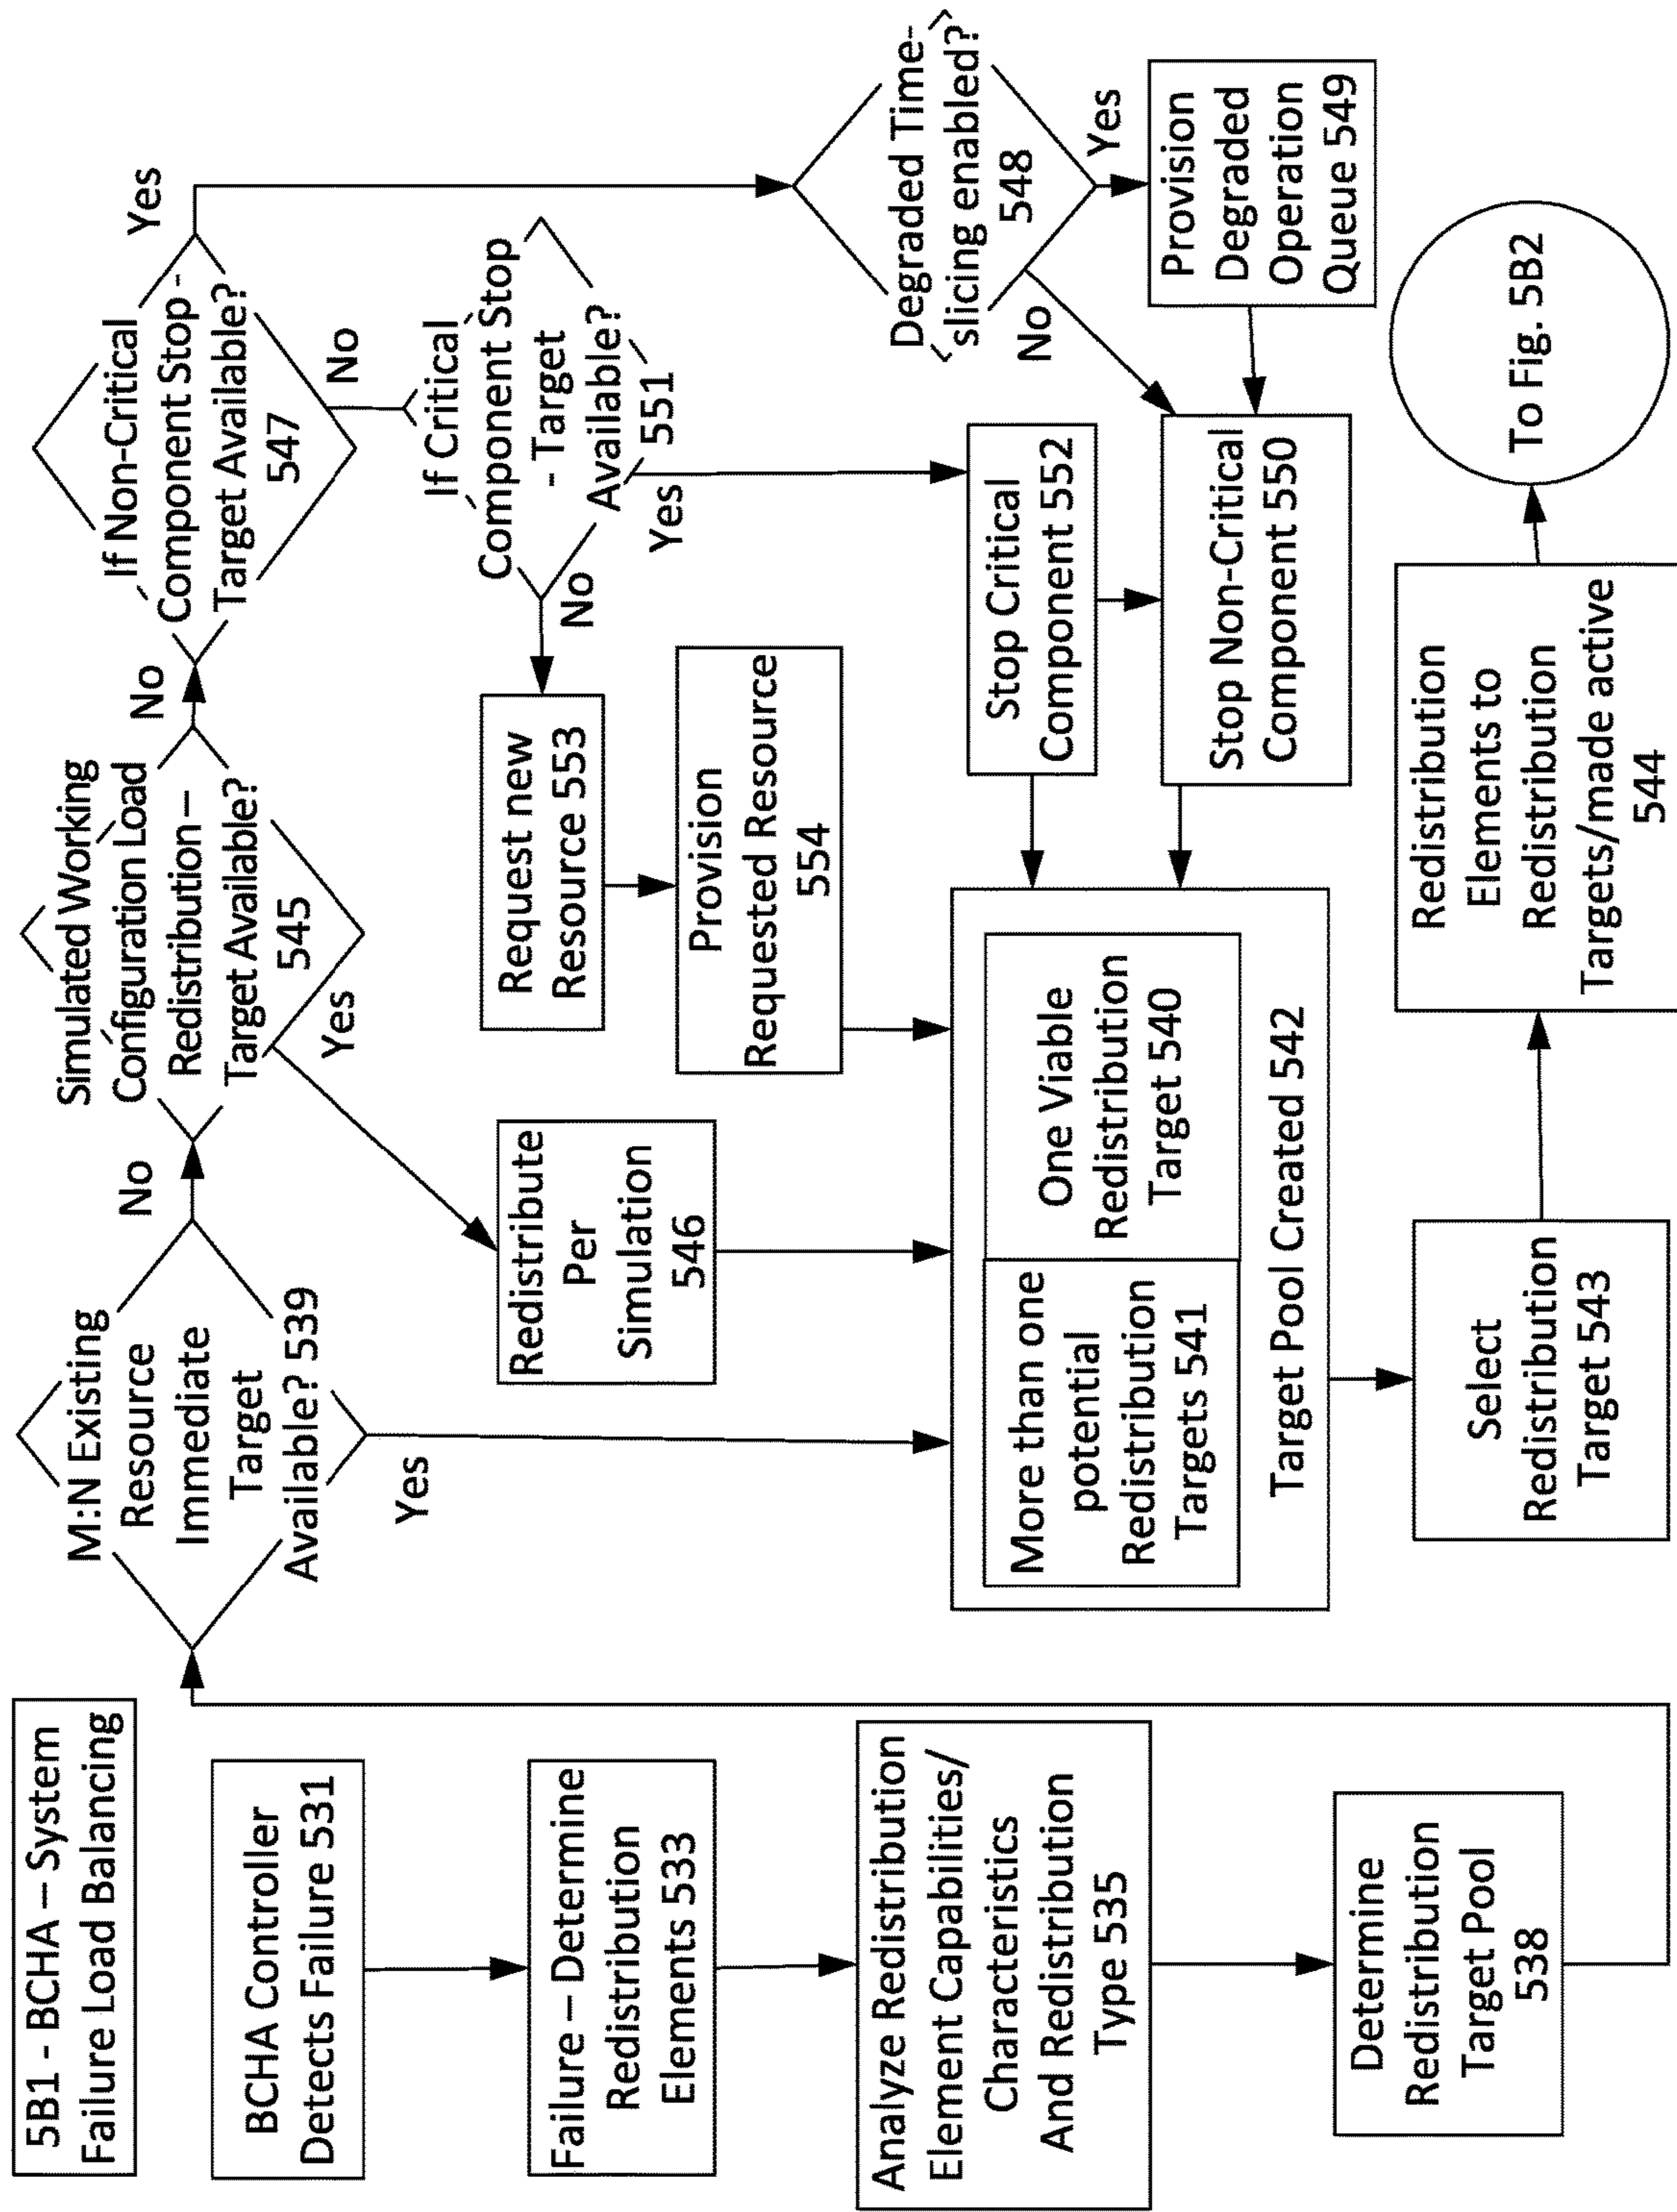 5B1 - BCHA – System
Failure Load Balancing
BCHA Controller
Detects Failure 531
Failure – Determine
Redistribution
Elements 533
Analyze Redistribution
Element Capabilities/
Characteristics
And Redistribution
Type 535
Determine
Redistribution
Target Pool
538
M:N Existing
Resource
Immediate
Target
Available? 539
No
Yes
Simulated Working
Configuration Load
Redistribution –
Target Available?
545
No
Yes
Redistribute
Per
Simulation
546
If Non-Critical
Component Stop -
Target Available?
547
Yes
No
If Critical
Component Stop
- Target
Available?
551
No
Yes
Request new
Resource 553
Provision
Requested Resource
554
Degraded Time-
slicing enabled?
548
No
Yes
Provision
Degraded
Operation
Queue 549
Stop Critical
Component 552
Stop Non-Critical
Component 550
More than one
potential
Redistribution
Targets 541
One Viable
Redistribution
Target 540
Target Pool Created 542
Select
Redistribution
Target 543
Redistribution
Elements to
Redistribution
Targets/made active
544
To Fig. 5B2